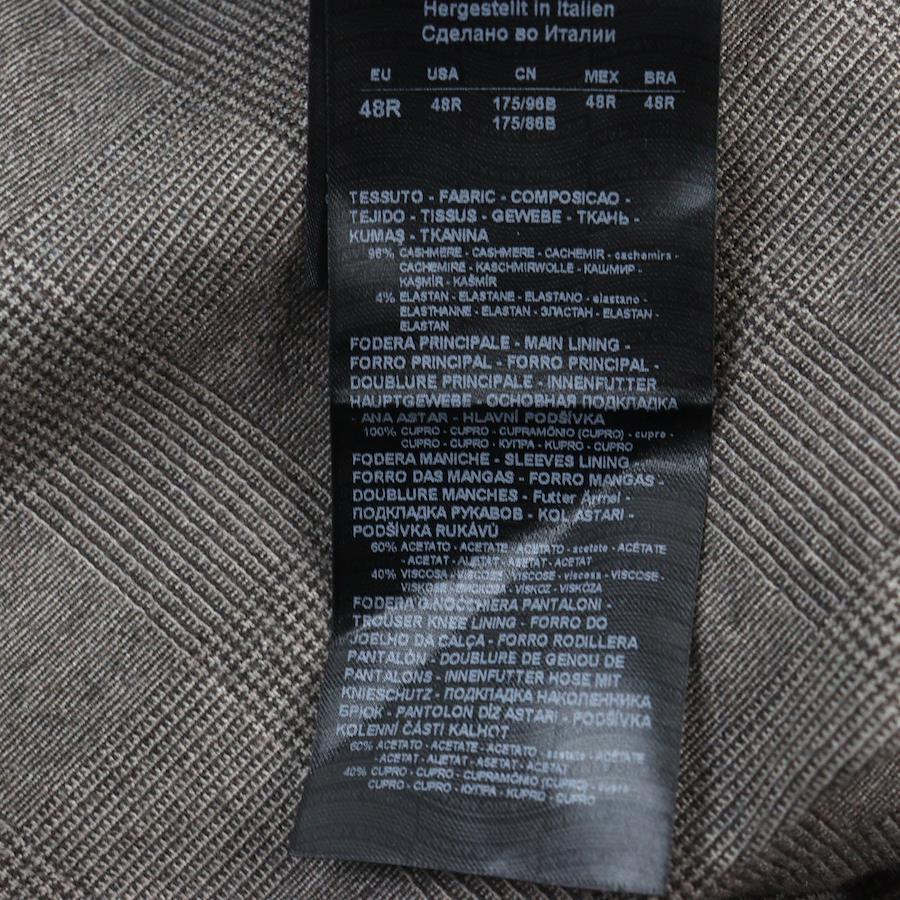 Hergestellt in Italien
Сделано во Италии
EU USA CN MEX BRA
48R 48R 175/96B 48R 48R
175/86B
TESSUTO - FABRIC - COMPOSICAO -
TEJIDO - TISSUS - GEWEBE - ТКАНЬ -
KUMAŞ - TKANINA
96% CASHMERE - CASHMERE - CACHEMIR - cachemira -
CACHEMIRE - KASCHMIRWOLLE - КАШМИР -
KAŞMIR - KAŠMÍR
4% ELASTAN - ELASTANE - ELASTANO - elastano -
ELASTHANNE - ELASTAN - ЭЛАСТАН - ELASTAN -
ELASTAN
FODERA PRINCIPALE - MAIN LINING -
FORRO PRINCIPAL - FORRO PRINCIPAL -
DOUBLURE PRINCIPALE - INNENFUTTER
HAUPTGEWEBE - ОСНОВНАЯ ПОДКЛАДКА
- ANA ASTAR - HLAVNÍ PODŠÍVKA
100% CUPRO - CUPRO - CUPRAMÔNIO (CUPRO) - cupro -
CUPRO - CUPRO - КУПРА - KUPRO - CUPRO
FODERA MANICHE - SLEEVES LINING -
FORRO DAS MANGAS - FORRO MANGAS -
DOUBLURE MANCHES - Futter Ärmel -
ПОДКЛАДКА РУКАВОВ - KOL ASTARI -
PODŠÍVKA RUKÁVŮ
60% ACETATO - ACETATE - ACETATO - acetato - ACÉTATE
- ACETAT - АЦЕТАТ - ASETAT - ACETAT
40% VISCOSA - VISCOSE - VISCOSE - viscosa - VISCOSE -
VISKOSE - ВИСКОЗА - VISKOZ - VISKÓZA
FODERA GINOCCHIERA PANTALONI -
TROUSER KNEE LINING - FORRO DO
JOELHO DA CALÇA - FORRO RODILLERA
PANTALÓN - DOUBLURE DE GENOU DE
PANTALONS - INNENFUTTER HOSE MIT
KNIESCHUTZ - ПОДКЛАДКА НАКОЛЕННИКА
БРЮК - PANTOLON DİZ ASTARI - PODŠÍVKA
KOLENNÍ ČÁSTI KALHOT
60% ACETATO - ACETATE - ACETATO - acetato - ACÉTATE
- ACETAT - АЦЕТАТ - ASETAT - ACETAT
40% CUPRO - CUPRO - CUPRAMÔNIO (CUPRO) - cupro -
CUPRO - CUPRO - КУПРА - KUPRO - CUPRO